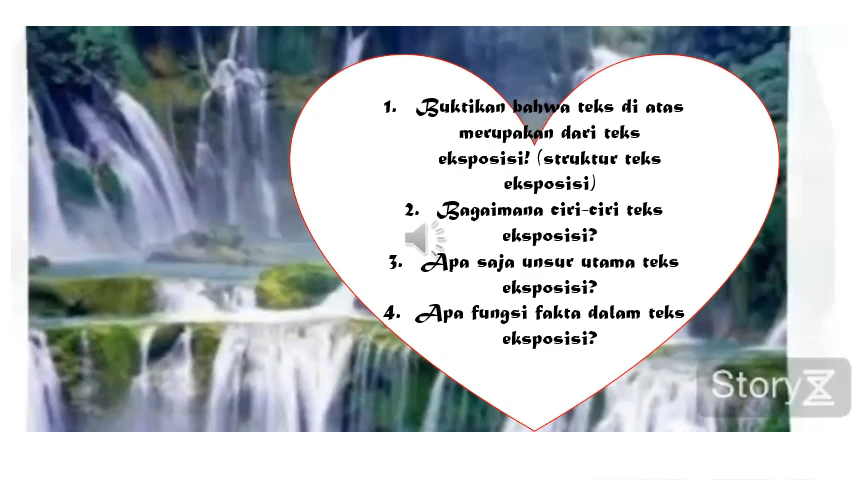 1. Buktikan bahwa teks di atas
merupakan dari teks
eksposisi! (struktur teks
eksposisi)
2. Bagaimana ciri-ciri teks
eksposisi?
3. Apa saja unsur utama teks
eksposisi?
4. Apa fungsi fakta dalam teks
eksposisi?
StoryZ